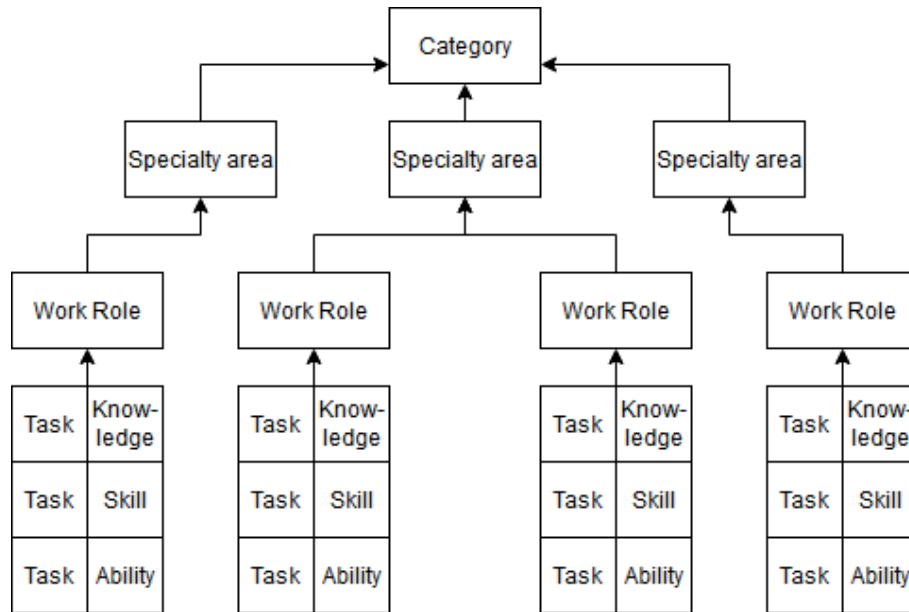 Category
Specialty area
Specialty area
Specialty area
Work Role
Work Role
Work Role
Work Role
Task
Know-
ledge
Task
Know-
ledge
Task
Know-
ledge
Task
Know-
ledge
Task
Skill
Task
Skill
Task
Skill
Task
Skill
Task
Ability
Task
Ability
Task
Ability
Task
Ability